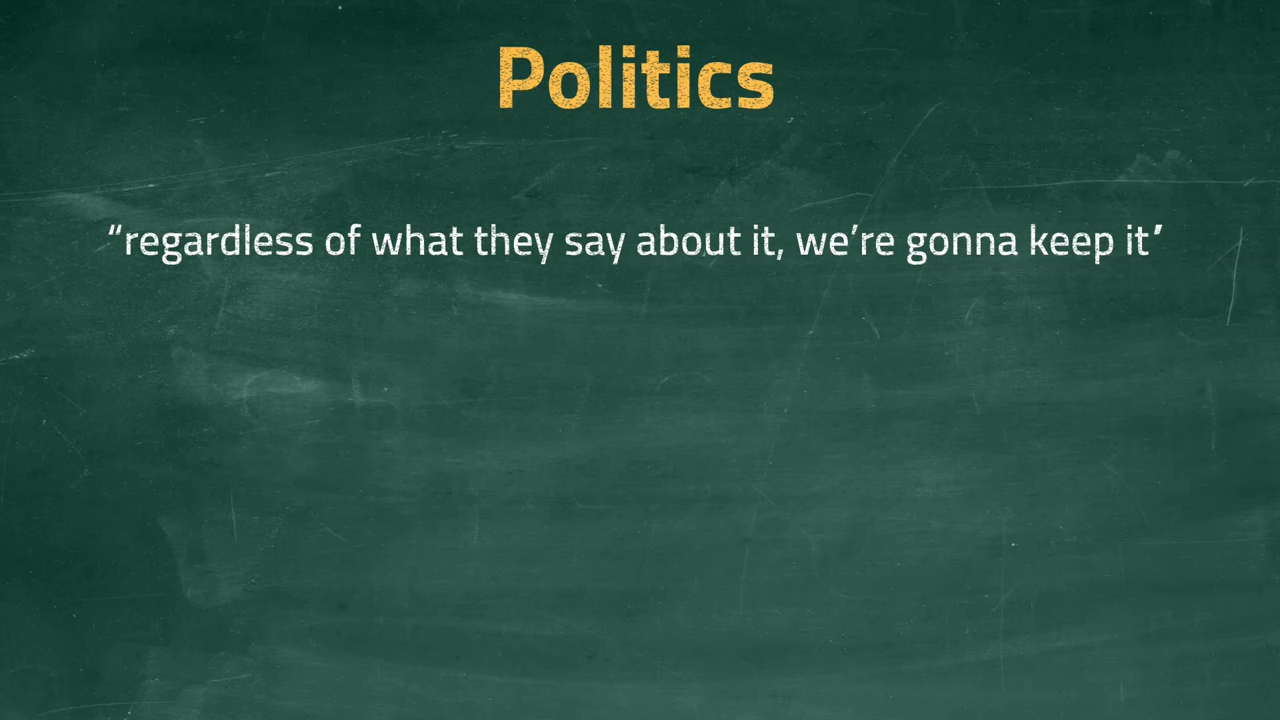 Politics
“regardless of what they say about it, we’re gonna keep it”